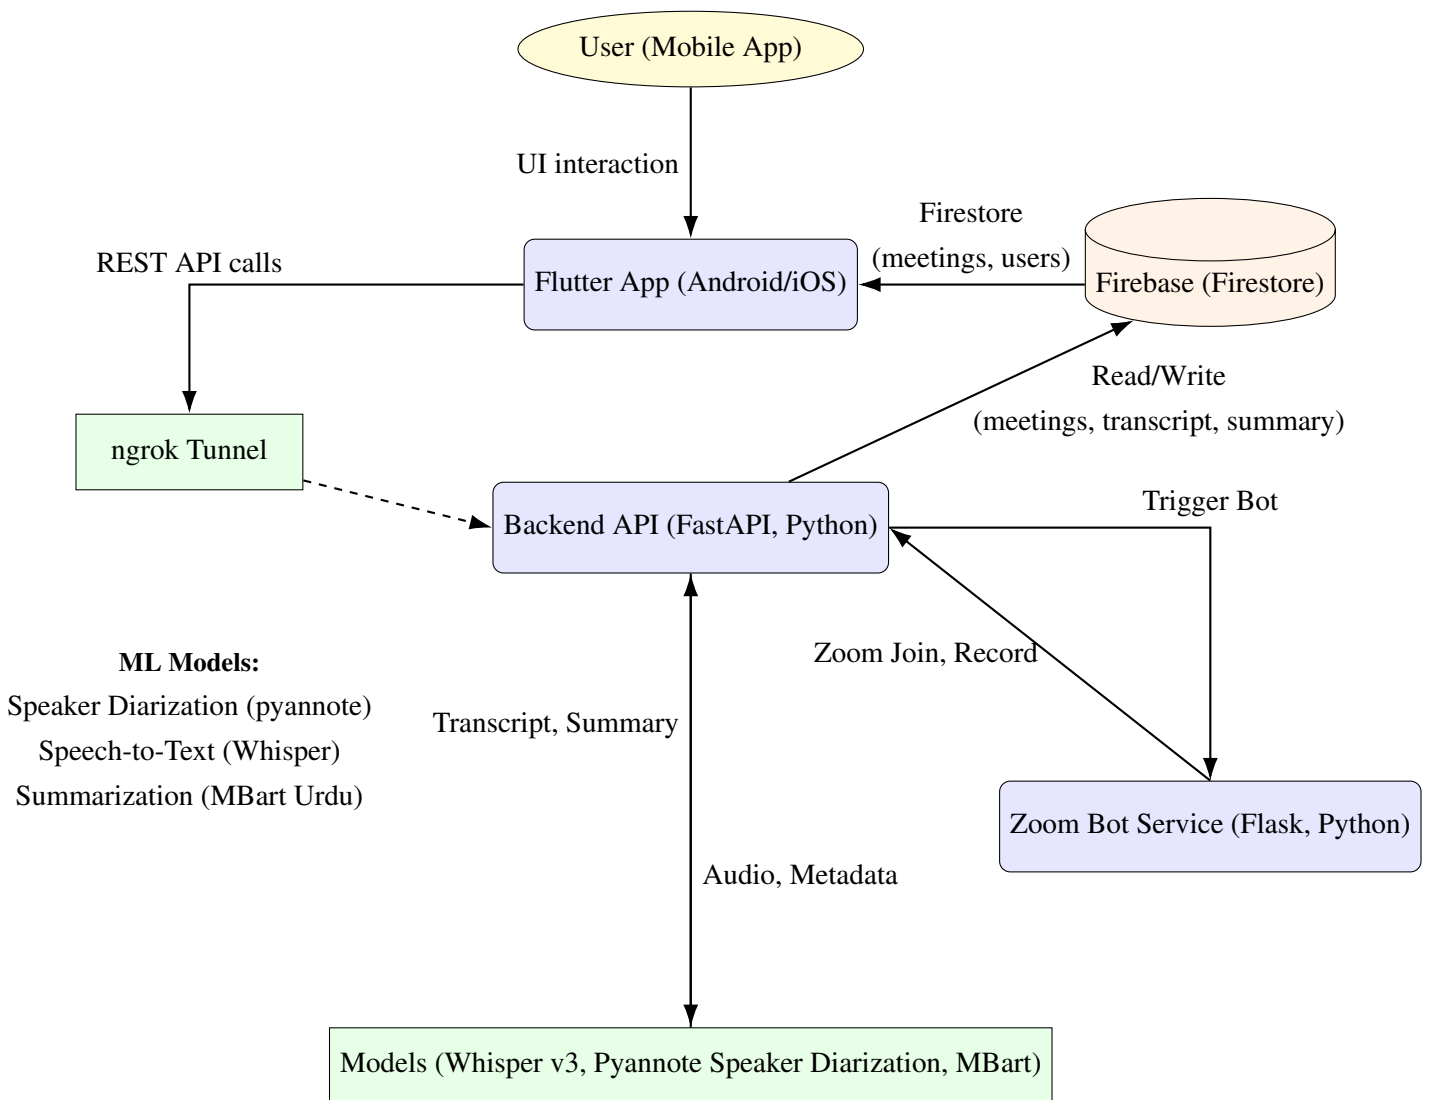 User (Mobile App)
UI interaction
Firestore
(meetings, users)
REST API calls
Flutter App (Android/iOS)
Firebase (Firestore)
Read/Write
(meetings, transcript, summary)
ngrok Tunnel
Trigger Bot
Backend API (FastAPI, Python)
Zoom Join, Record
ML Models:
Speaker Diarization (pyannote)
Speech-to-Text (Whisper)
Summarization (MBart Urdu)
Transcript, Summary
Zoom Bot Service (Flask, Python)
Audio, Metadata
Models (Whisper v3, Pyannote Speaker Diarization, MBart)